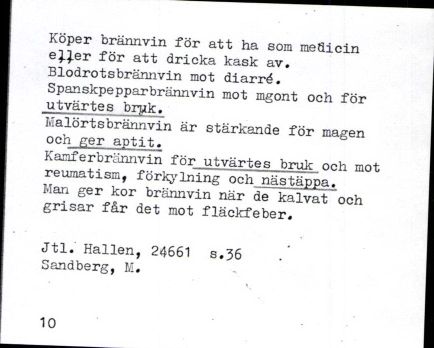 Köper brännvin för att ha som medicin
eller för att dricka kask av.
Blodrotsbrännvin mot diarré.
Spanskpepparbrännvin mot mgont och för
utvärtes bruk.
Malörtsbrännvin är stärkande för magen
och ger aptit.
Kamferbrännvin för utvärtes bruk och mot
reumatism, förkylning och nästäppa.
Man ger kor brännvin när de kalvat och
grisar får det mot fläckfeber.
Jtl. Hallen, 24661 s.36
Sandberg, M.
10